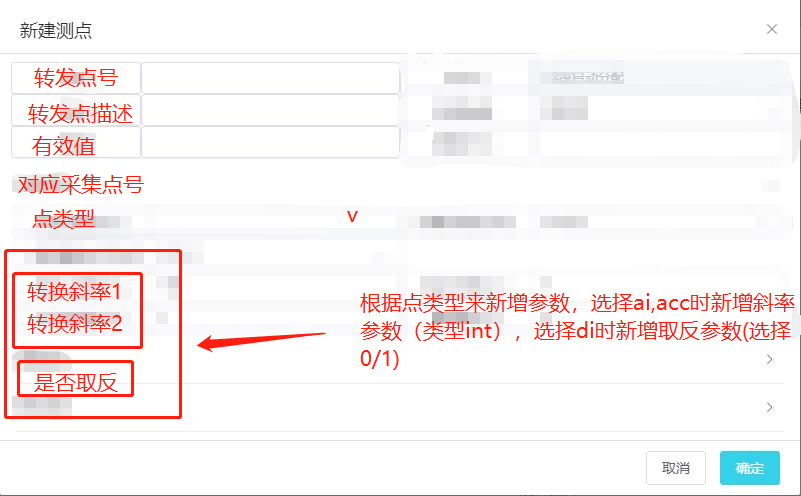 新建测点
转发点号
转发点描述
有效值
对应采集点号
点类型 v
转换斜率1
转换斜率2
是否取反
根据点类型来新增参数，选择ai,acc时新增斜率
参数（类型int），选择di时新增取反参数(选择
0/1)
取消 确定